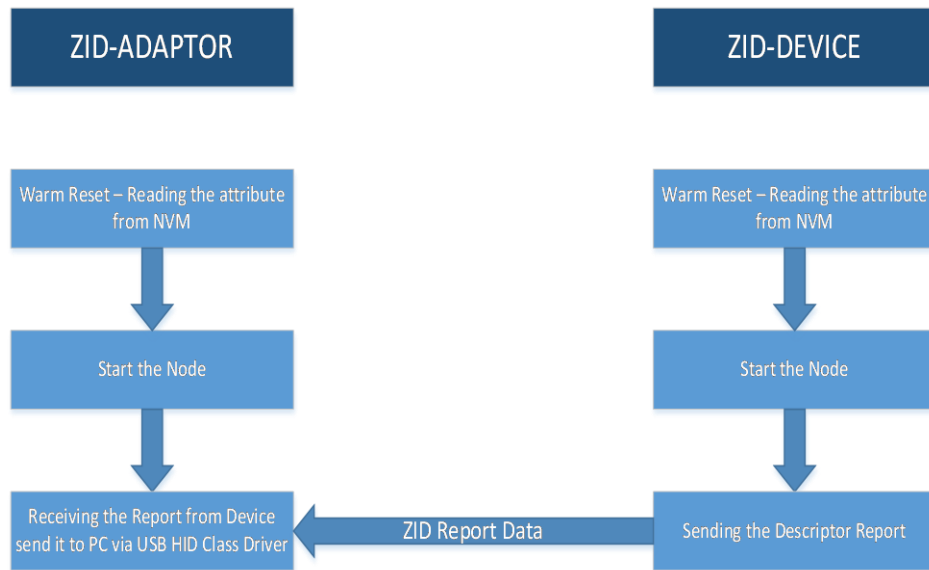 ZID-ADAPTOR
ZID-DEVICE
Warm Reset – Reading the attribute
from NVM
Warm Reset – Reading the attribute
from NVM
Start the Node
Start the Node
Receiving the Report from Device
send it to PC via USB HID Class Driver
ZID Report Data
Sending the Descriptor Report